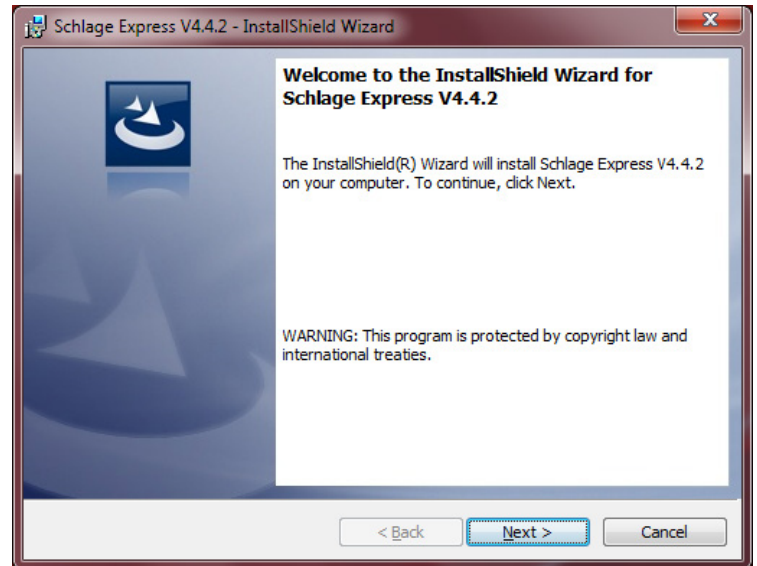 Schlage Express V4.4.2 - InstallShield Wizard
X
Welcome to the InstallShield Wizard for
Schlage Express V4.4.2
The InstallShield(R) Wizard will install Schlage Express V4.4.2
on your computer. To continue, click Next.
WARNING: This program is protected by copyright law and
international treaties.
< Back
Next >
Cancel